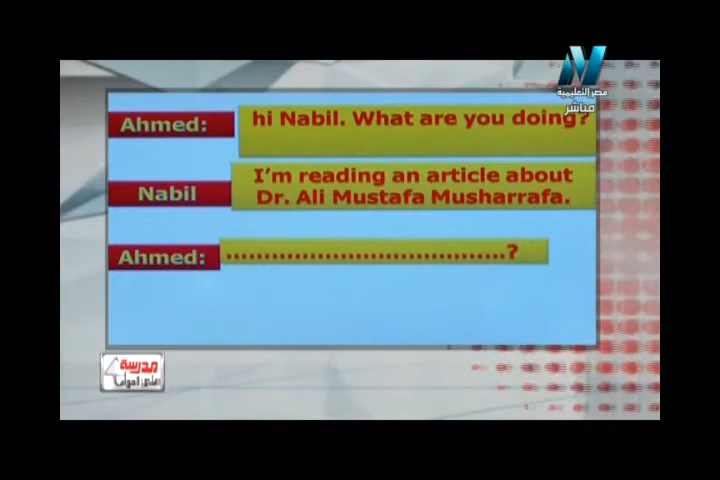 مصر التعليمية
مباشر
Ahmed:
hi Nabil. What are you doing?
Nabil
I'm reading an article about
Dr. Ali Mustafa Musharrafa.
Ahmed:
......................................?
مدرسة
على الهواء